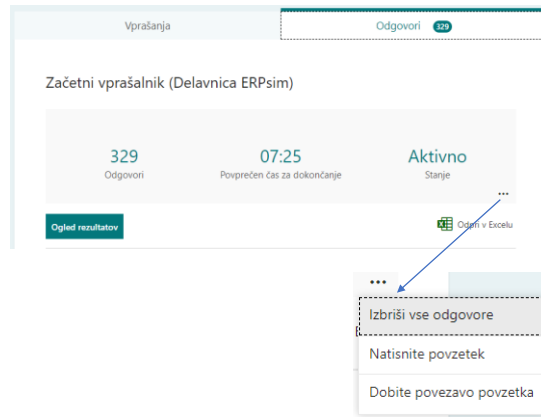 Vprašanja
Odgovori 329
Začetni vprašalnik (Delavnica ERPsim)
329 07:25 Aktivno
Odgovori Povprečen čas za dokončanje Stanje
...
Ogled rezultatov Odpri v Excelu
...
Izbriši vse odgovore
Natisnite povzetek
Dobite povezavo povzetka